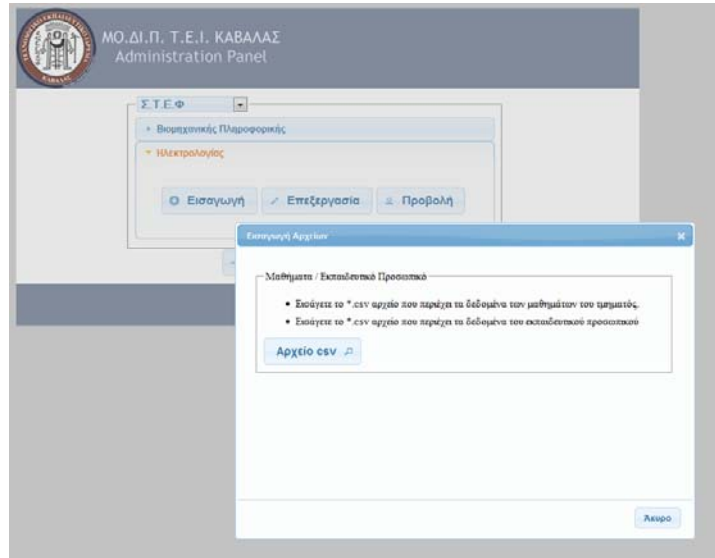 ΜΟ.ΔΙ.Π. Τ.Ε.Ι. ΚΑΒΑΛΑΣ
Administration Panel
Σ.Τ.Ε.Φ
Βιομηχανικής Πληροφορικής
Ηλεκτρολογίας
Εισαγωγή Επεξεργασία Προβολή
Εισαγωγή Αρχείων
Μαθήματα / Εκπαιδευτικό Προσωπικό
Εισάγετε το *.csv αρχείο που περιέχει τα δεδομένα των μαθημάτων του τμηματός.
Εισάγετε το *.csv αρχείο που περιέχει τα δεδομένα του εκπαιδευτικού προσωπικού
Αρχείο csv
Άκυρο